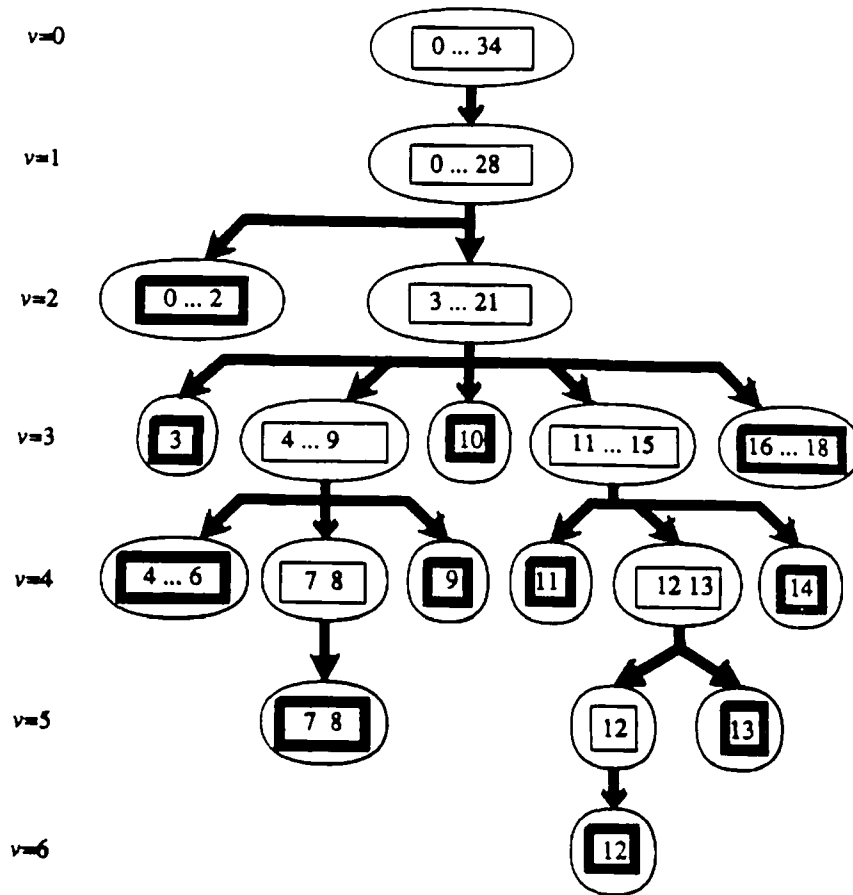 v=0 0 ... 34
v=1 0 ... 28
v=2 0 ... 2 3 ... 21
v=3 3 4 ... 9 10 11 ... 15 16 ... 18
v=4 4 ... 6 7 8 9 11 12 13 14
v=5 7 8 12 13
v=6 12